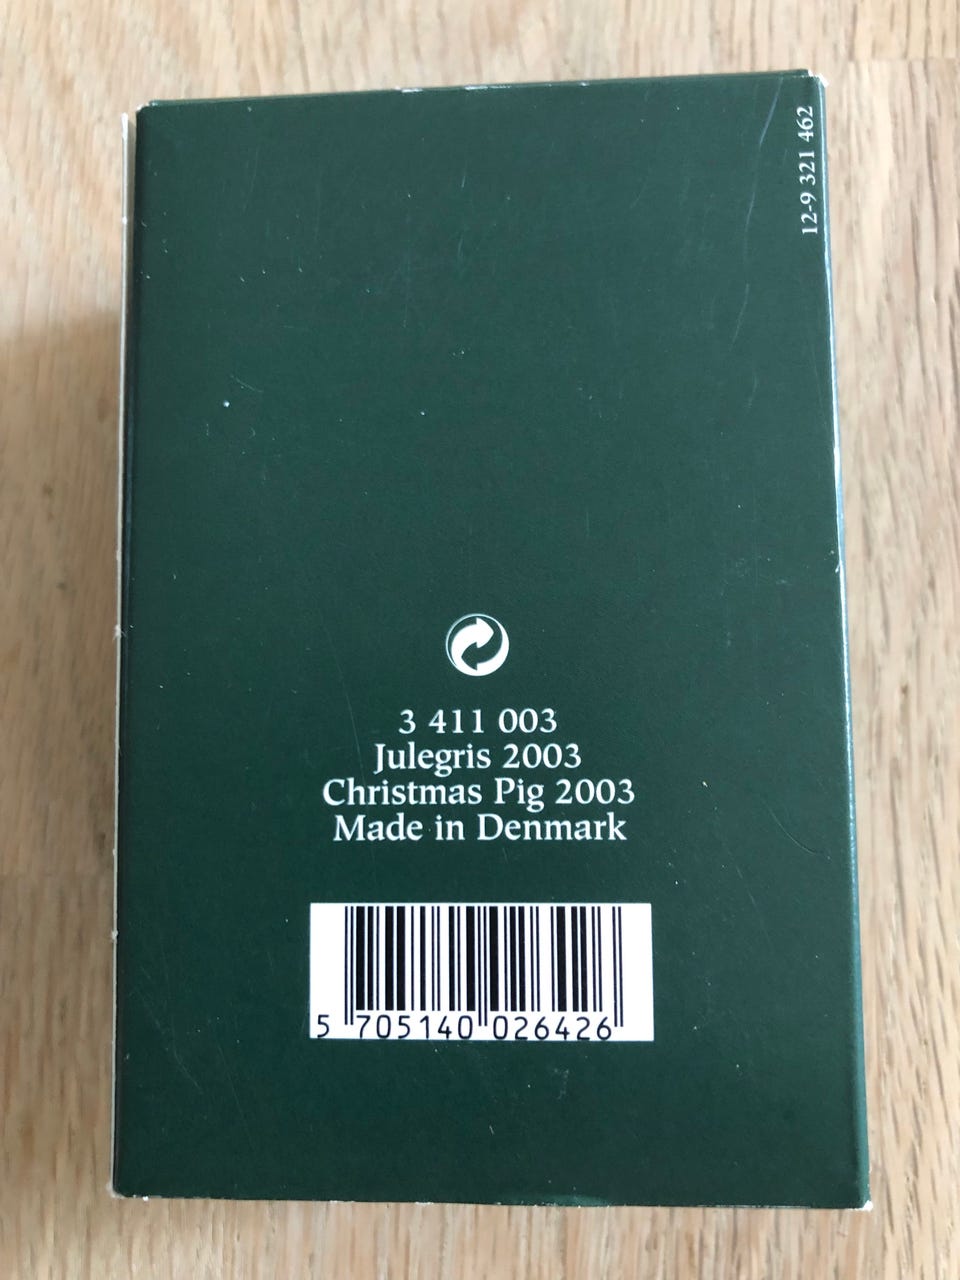 12-9 321 462
3 411 003
Julegris 2003
Christmas Pig 2003
Made in Denmark
5 705140 026426